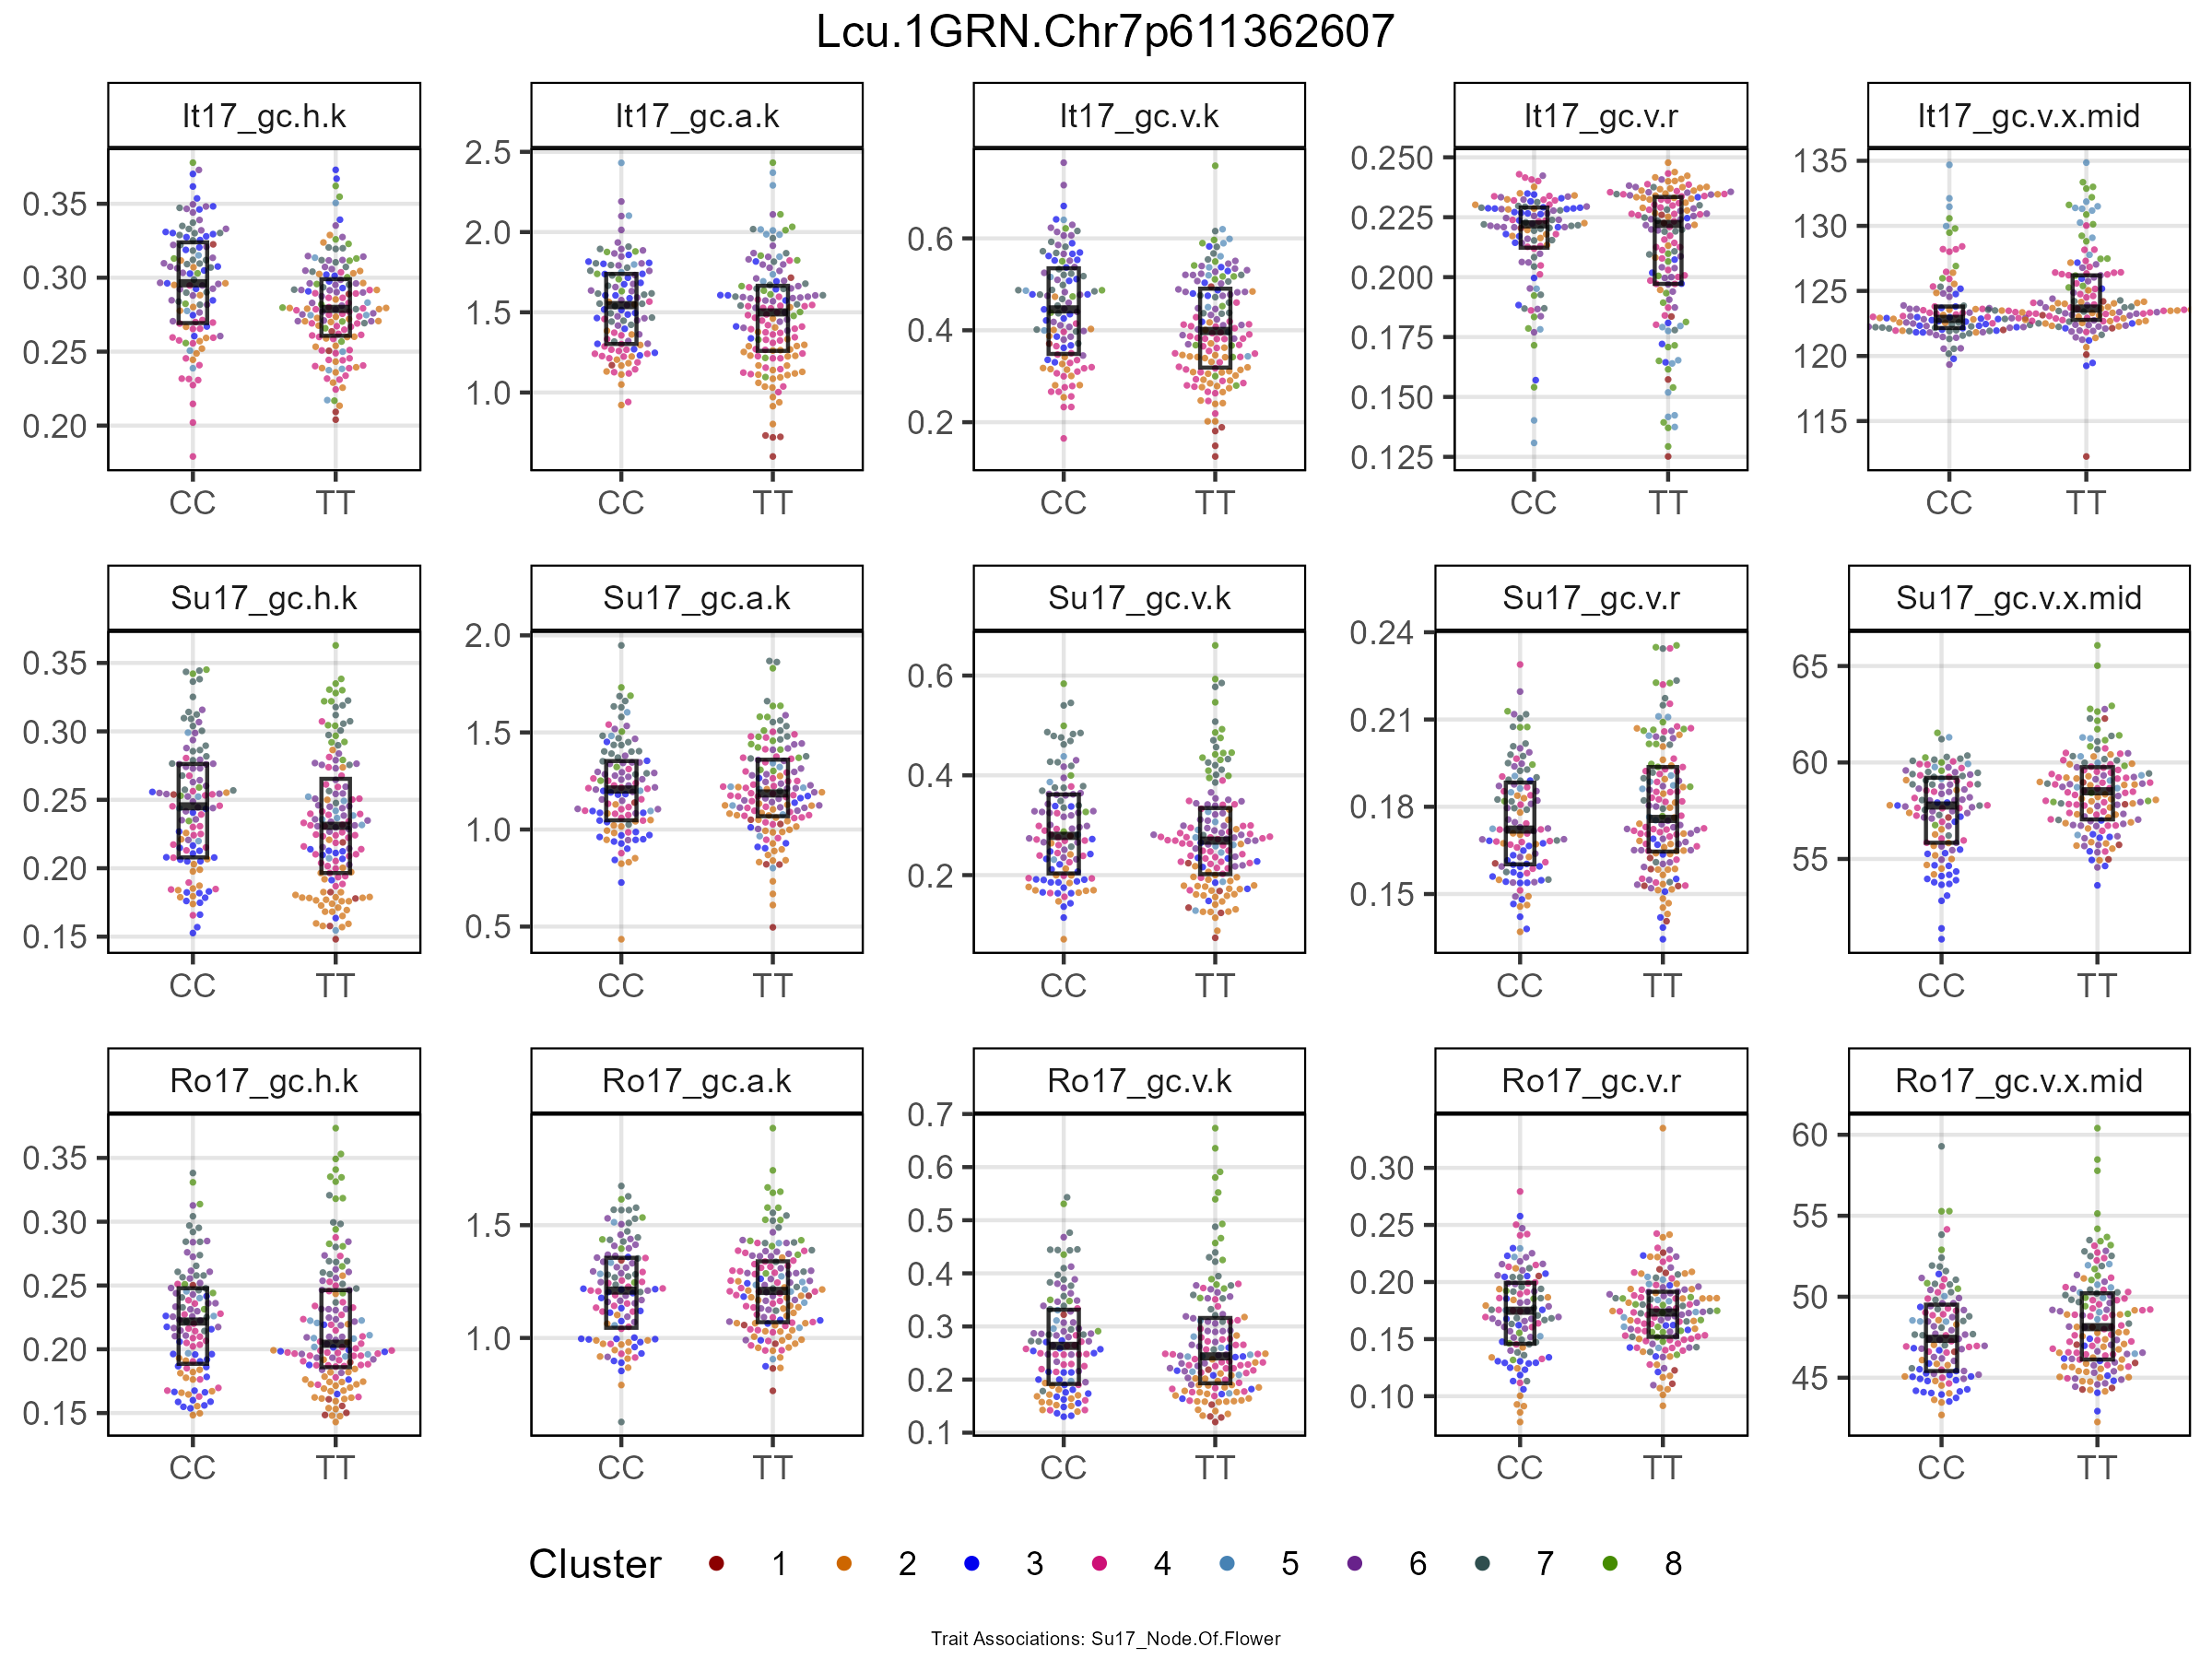 Lcu.1GRN.Chr7p611362607
It17_gc.h.k It17_gc.a.k It17_gc.v.k It17_gc.v.r It17_gc.v.x.mid
0.35 0.30 0.25 0.20
2.5 2.0 1.5 1.0
0.6 0.4 0.2
0.250 0.225 0.200 0.175 0.150 0.125
135 130 125 120 115
CC TT CC TT CC TT CC TT CC TT
Su17_gc.h.k Su17_gc.a.k Su17_gc.v.k Su17_gc.v.r Su17_gc.v.x.mid
0.35 0.30 0.25 0.20 0.15
2.0 1.5 1.0 0.5
0.6 0.4 0.2
0.24 0.21 0.18 0.15
65 60 55
CC TT CC TT CC TT CC TT CC TT
Ro17_gc.h.k Ro17_gc.a.k Ro17_gc.v.k Ro17_gc.v.r Ro17_gc.v.x.mid
0.35 0.30 0.25 0.20 0.15
1.5 1.0
0.7 0.6 0.5 0.4 0.3 0.2 0.1
0.30 0.25 0.20 0.15 0.10
60 55 50 45
CC TT CC TT CC TT CC TT CC TT
Cluster 1 2 3 4 5 6 7 8
Trait Associations: Su17_Node.Of.Flower